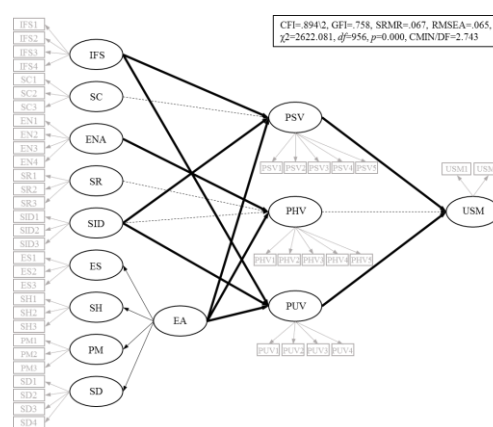 CFI=.894\2, GFI=.758, SRMR=.067, RMSEA=.065,
χ2=2622.081, df=956, p=0.000, CMIN/DF=2.743
IFS1
IFS2
IFS3
IFS4
SC1
SC2
SC3
EN1
EN2
EN3
EN4
SR1
SR2
SR3
SID1
SID2
SID3
ES1
ES2
ES3
SH1
SH2
SH3
PM1
PM2
PM3
SD1
SD2
SD3
SD4
IFS
SC
ENA
SR
SID
ES
SH
PM
SD
EA
PSV
PSV1 PSV2 PSV3 PSV4 PSV5
PHV
PHV1 PHV2 PHV3 PHV4 PHV5
PUV
PUV1 PUV2 PUV3 PUV4
USM1 USM
USM